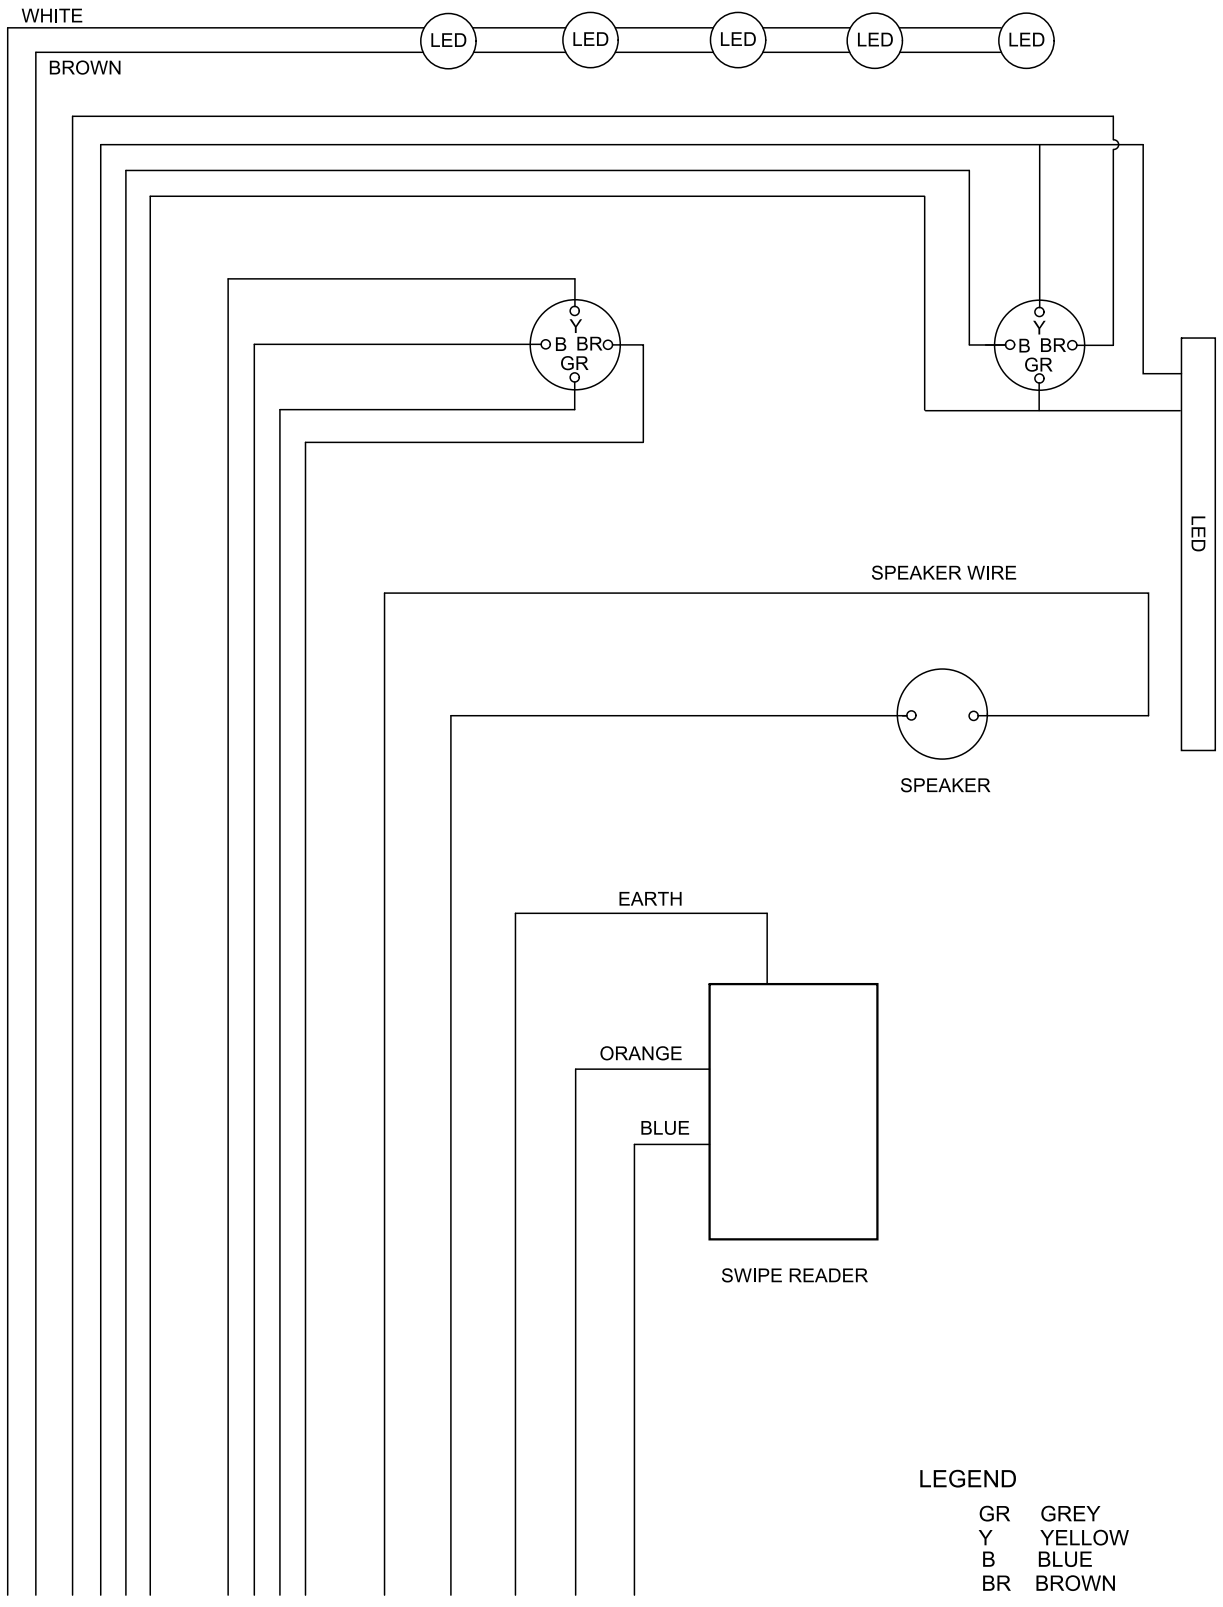 WHITE
LED LED LED LED LED
BROWN
Y
B BR
GR
Y
B BR
GR
LED
SPEAKER WIRE
SPEAKER
EARTH
ORANGE
BLUE
SWIPE READER
LEGEND
GR GREY
Y YELLOW
B BLUE
BR BROWN